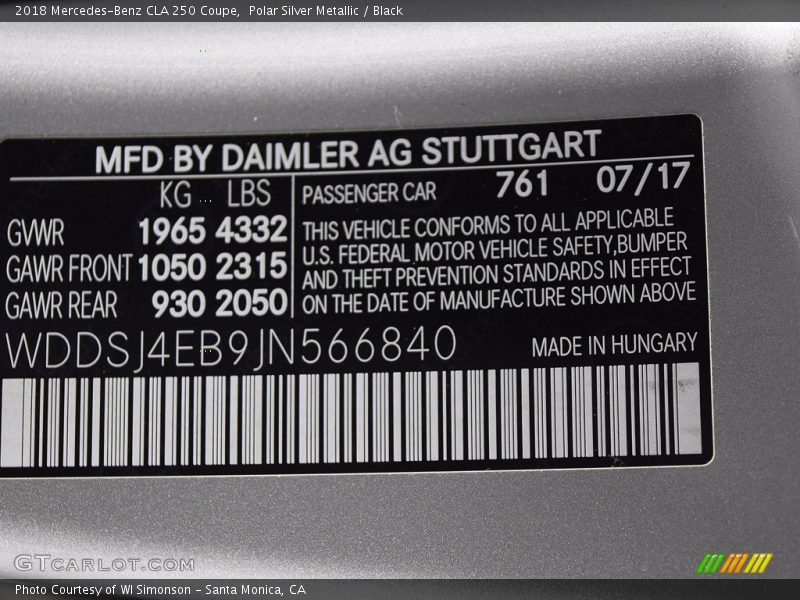 2018 Mercedes-Benz CLA 250 Coupe,  Polar Silver Metallic / Black
MFD BY DAIMLER AG STUTTGART
KG LBS
GVWR 1965 4332
GAWR FRONT 1050 2315
GAWR REAR 930 2050
PASSENGER CAR 761 07/17
THIS VEHICLE CONFORMS TO ALL APPLICABLE
U.S. FEDERAL MOTOR VEHICLE SAFETY,BUMPER
AND THEFT PREVENTION STANDARDS IN EFFECT
ON THE DATE OF MANUFACTURE SHOWN ABOVE
WDDSJ4EB9JN566840
MADE IN HUNGARY
GTCARLOT.COM
Photo Courtesy of WI Simonson - Santa Monica, CA